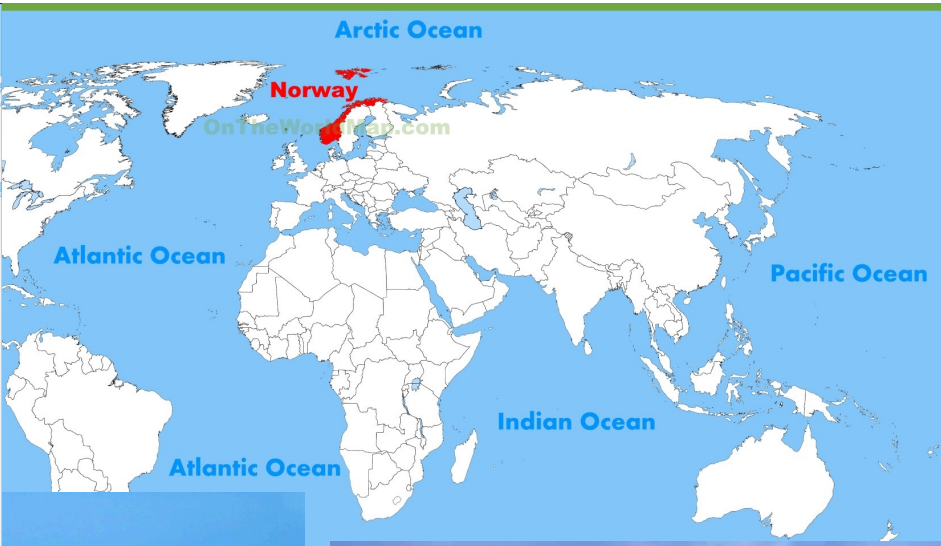 Arctic Ocean
Norway
OnTheWorldMap.com
Atlantic Ocean
Pacific Ocean
Indian Ocean
Atlantic Ocean